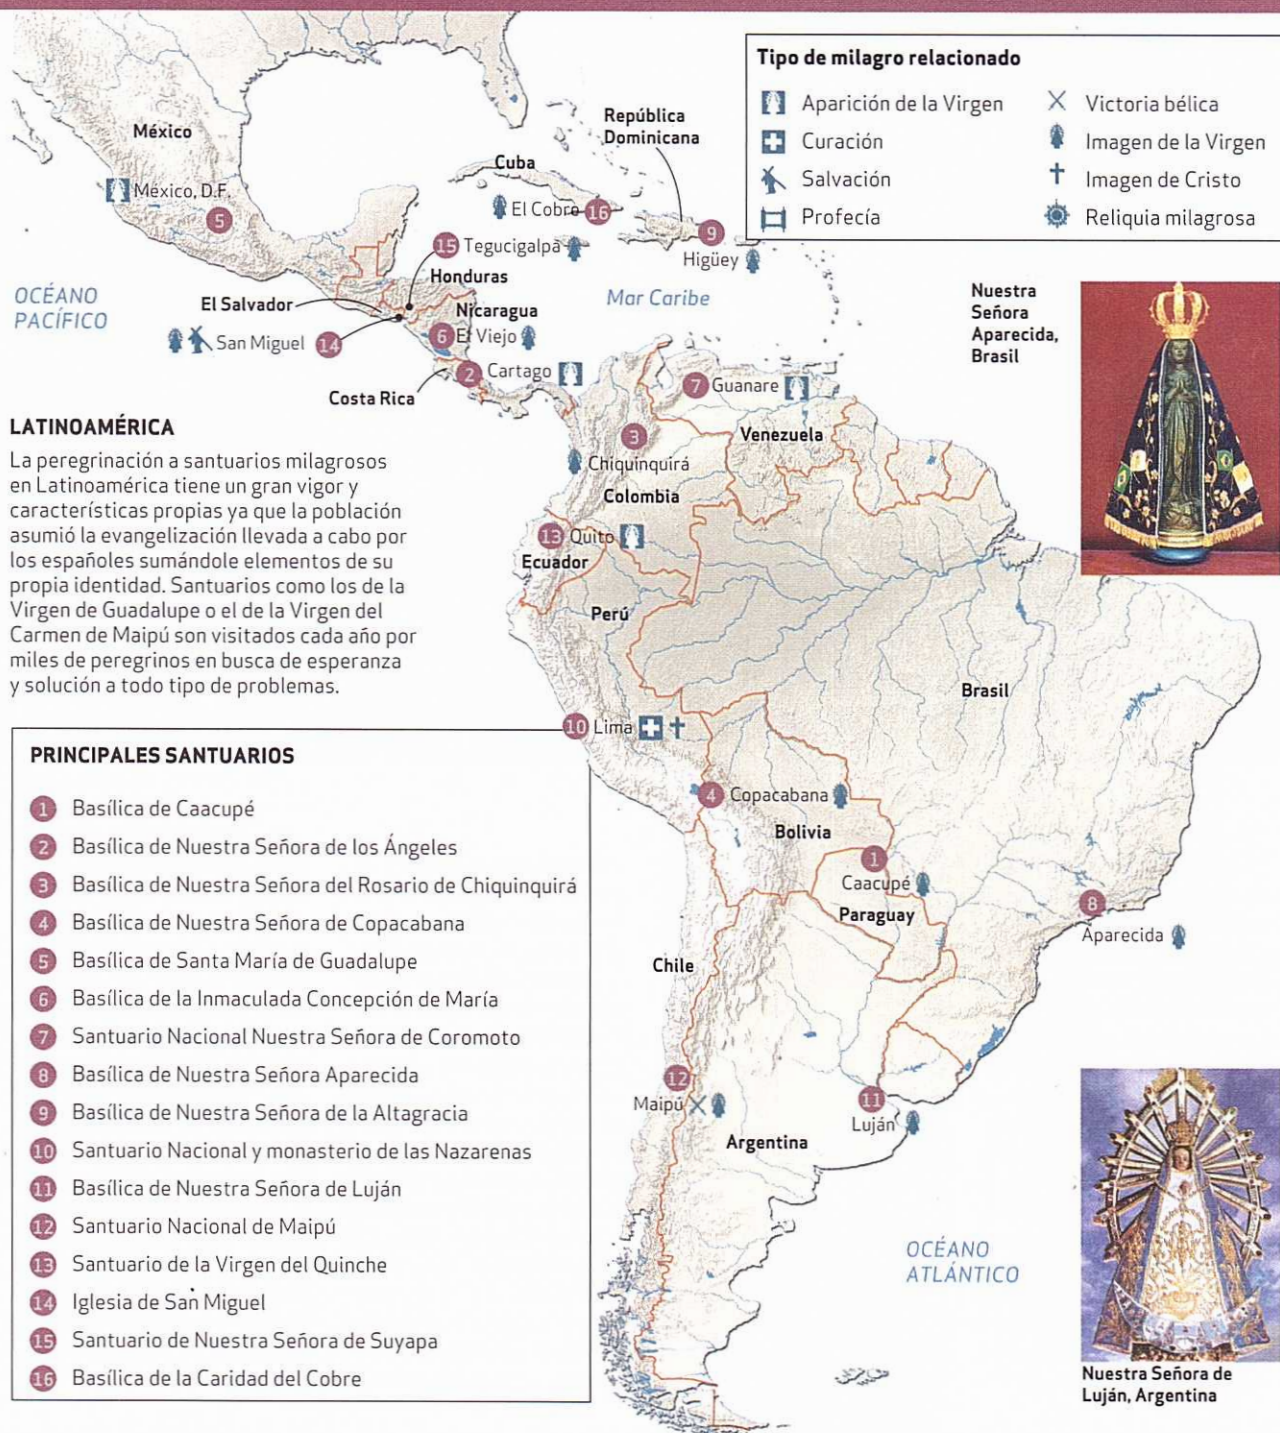 Tipo de milagro relacionado
Aparición de la Virgen
Curación
Salvación
Profecía
Victoria bélica
Imagen de la Virgen
Imagen de Cristo
Reliquia milagrosa
México
México, D.F.
5
Cuba
El Cobre
16
República
Dominicana
9
Higüey
15 Tegucigalpa
Honduras
El Salvador
Nicaragua
San Miguel 14
6 El Viejo
2 Cartago
Costa Rica
OCÉANO
PACÍFICO
Mar Caribe
7 Guanare
Venezuela
3
Chiquinquirá
Colombia
13 Quito
Ecuador
Perú
Brasil
10 Lima
4 Copacabana
Bolivia
1
Caacupé
Paraguay
8
Aparecida
Chile
12
Maipú
11
Luján
Argentina
OCÉANO
ATLÁNTICO
Nuestra
Señora
Aparecida,
Brasil
LATINOAMÉRICA
La peregrinación a santuarios milagrosos
en Latinoamérica tiene un gran vigor y
características propias ya que la población
asumió la evangelización llevada a cabo por
los españoles sumándole elementos de su
propia identidad. Santuarios como los de la
Virgen de Guadalupe o el de la Virgen del
Carmen de Maipú son visitados cada año por
miles de peregrinos en busca de esperanza
y solución a todo tipo de problemas.
PRINCIPALES SANTUARIOS
1 Basílica de Caacupé
2 Basílica de Nuestra Señora de los Ángeles
3 Basílica de Nuestra Señora del Rosario de Chiquinquirá
4 Basílica de Nuestra Señora de Copacabana
5 Basílica de Santa María de Guadalupe
6 Basílica de la Inmaculada Concepción de María
7 Santuario Nacional Nuestra Señora de Coromoto
8 Basílica de Nuestra Señora Aparecida
9 Basílica de Nuestra Señora de la Altagracia
10 Santuario Nacional y monasterio de las Nazarenas
11 Basílica de Nuestra Señora de Luján
12 Santuario Nacional de Maipú
13 Santuario de la Virgen del Quinche
14 Iglesia de San Miguel
15 Santuario de Nuestra Señora de Suyapa
16 Basílica de la Caridad del Cobre
Nuestra Señora de
Luján, Argentina